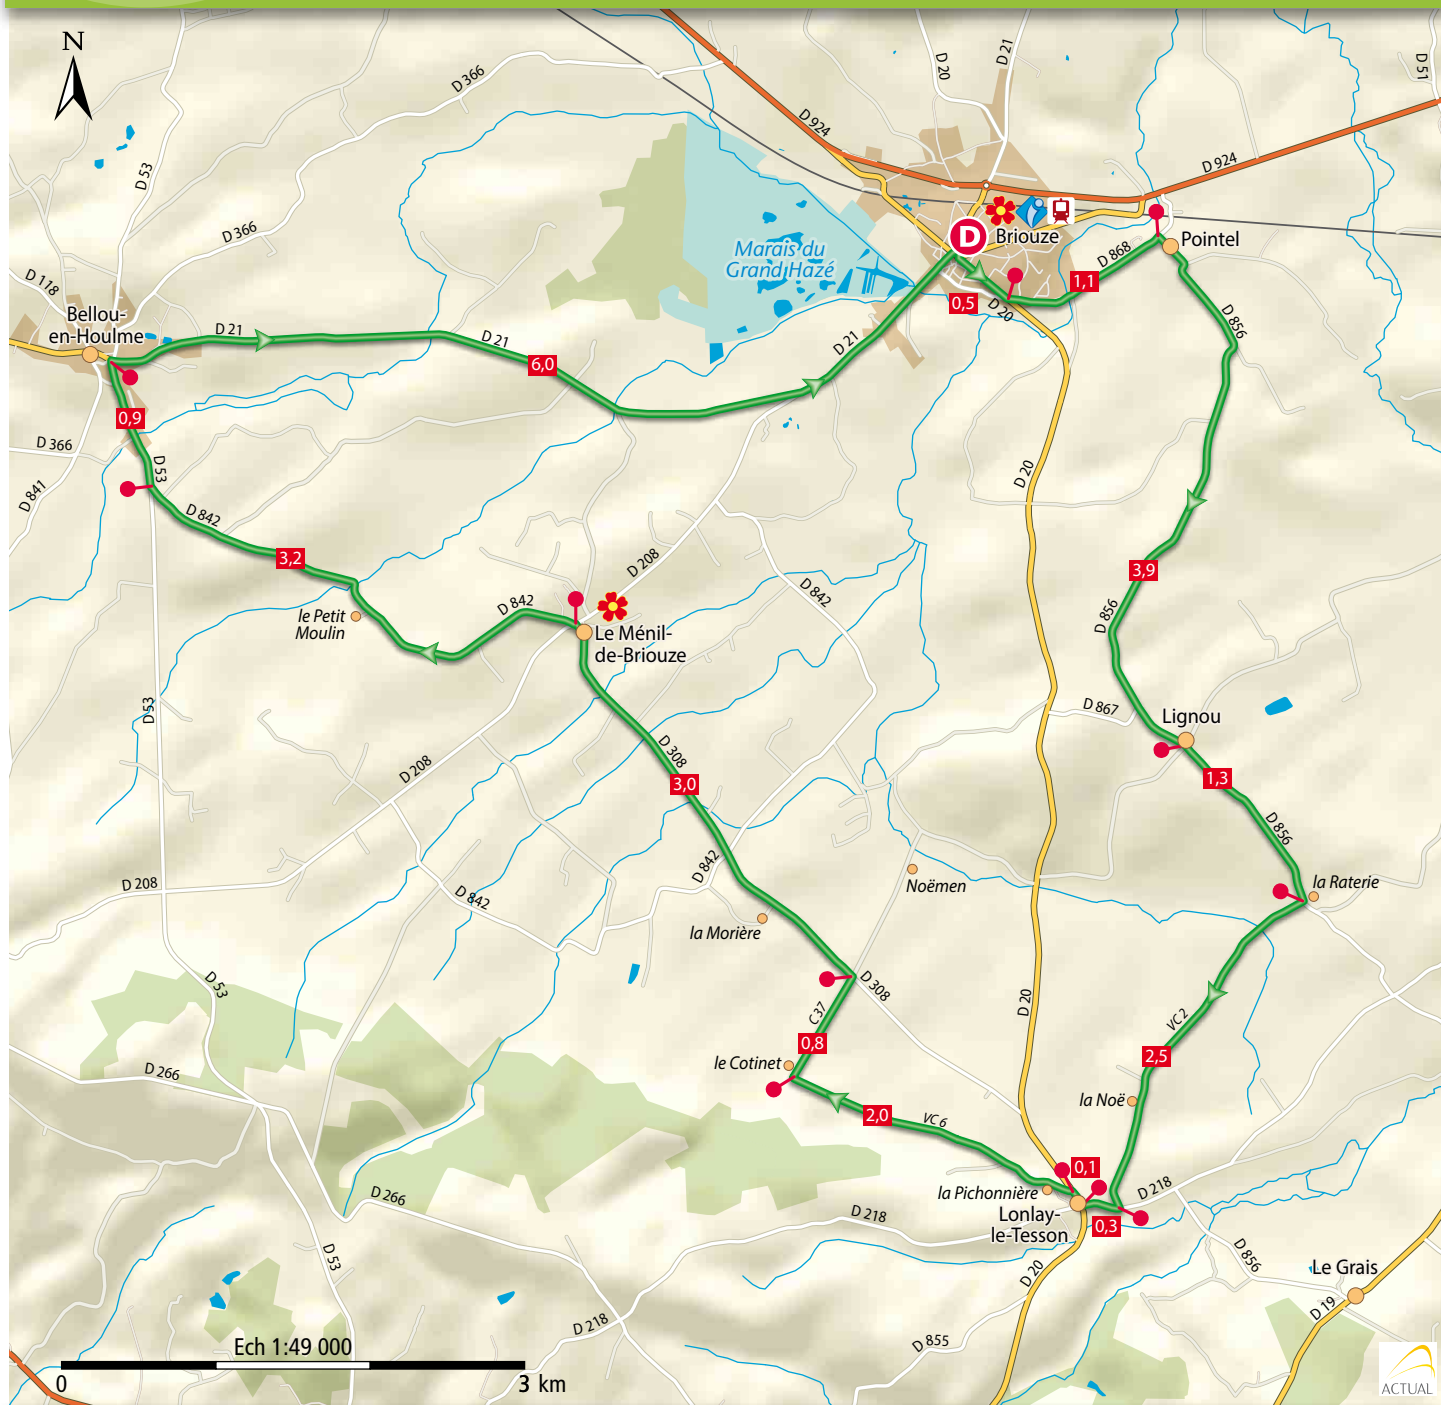 N
D 366
D 20
D 21
D 51
D 924
D 924
D 53
D 366
D 118
Bellou-
en-Houlme
D 21
D 21
6,0
Marais du
Grand Hazé
D
Briouze
Pointel
D 868
1,1
0,5
D 20
D 21
D 856
0,9
D 366
D 841
D 53
D 842
3,2
le Petit
Moulin
D 842
D 208
Le Ménil-
de-Briouze
D 842
D 20
3,9
D 856
D 867
Lignou
1,3
D 856
la Raterie
D 53
D 208
D 308
3,0
D 842
D 208
D 842
la Morière
Noëmen
D 308
C37
0,8
le Cotinet
D 20
VC 2
2,5
la Noë
2,0
VC 6
D 53
D 266
D 266
D 53
0,1
la Pichonnière
Lonlay-
le-Tesson
0,3
D 218
D 218
D 20
D 856
Le Grais
D 19
D 218
D 855
Ech 1:49 000
0
3 km
ACTUAL